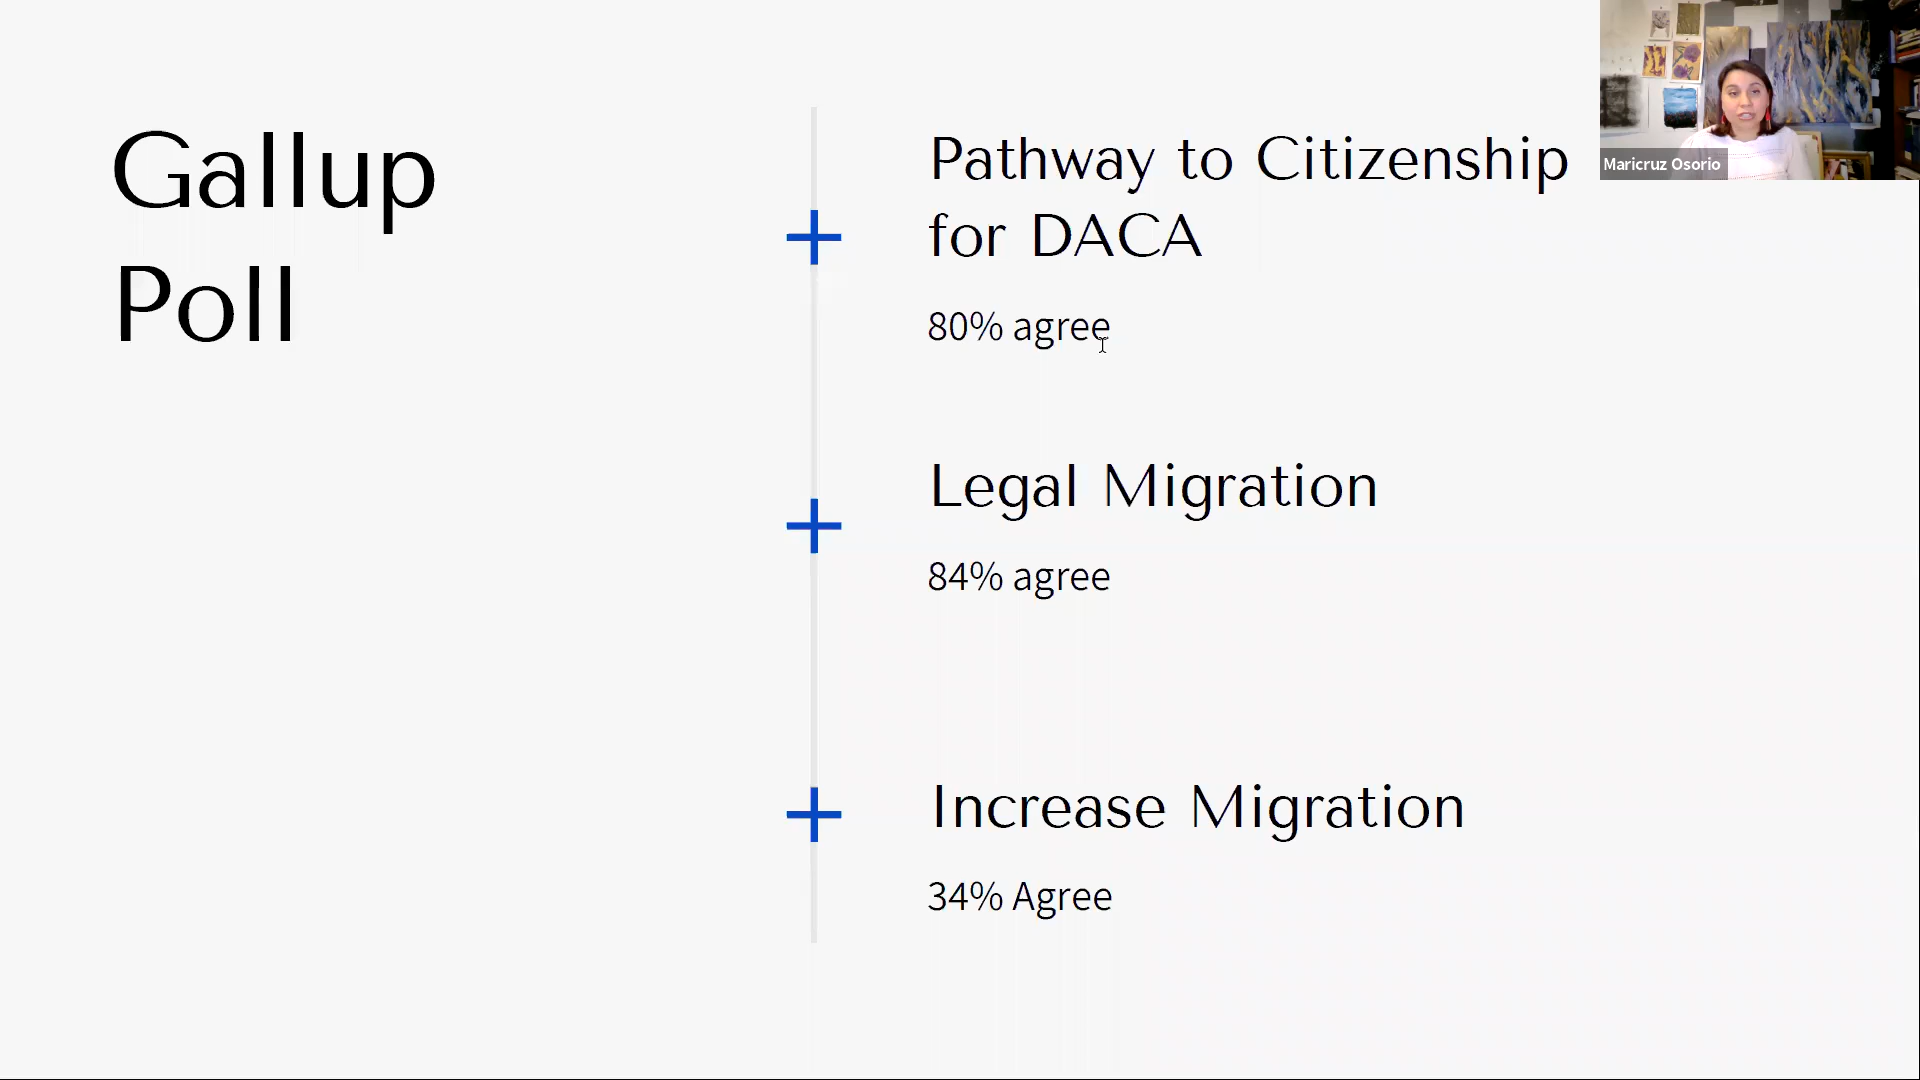 Gallup
Poll
Pathway to Citizenship
for DACA
80% agree
Legal Migration
84% agree
Increase Migration
34% Agree
Maricruz Osorio